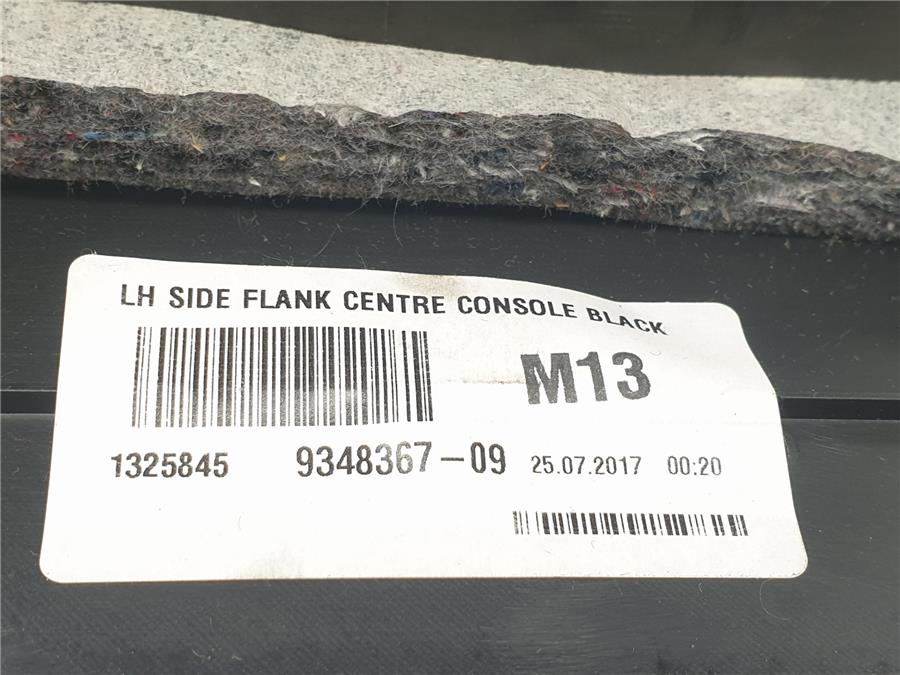 LH SIDE FLANK CENTRE CONSOLE BLACK
M13
1325845 9348367-09 25.07.2017 00:20